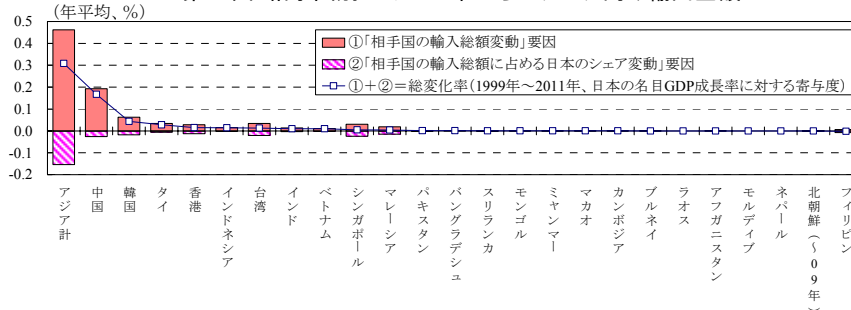 （年平均、%）
0.5
0.4
0.3
0.2
0.1
0.0
-0.1
-0.2
①「相手国の輸入総額変動」要因
②「相手国の輸入総額に占める日本のシェア変動」要因
①＋②＝総変化率（1999年～2011年、日本の名目GDP成長率に対する寄与度）
アジア計
中国
韓国
タイ
香港
インドネシア
台湾
インド
ベトナム
シンガポール
マレーシア
パキスタン
バングラデシュ
スリランカ
モンゴル
ミャンマー
マカオ
カンボジア
ブルネイ
ラオス
アフガニスタン
モルディブ
ネパール
北朝鮮（～09年）
フィリピン